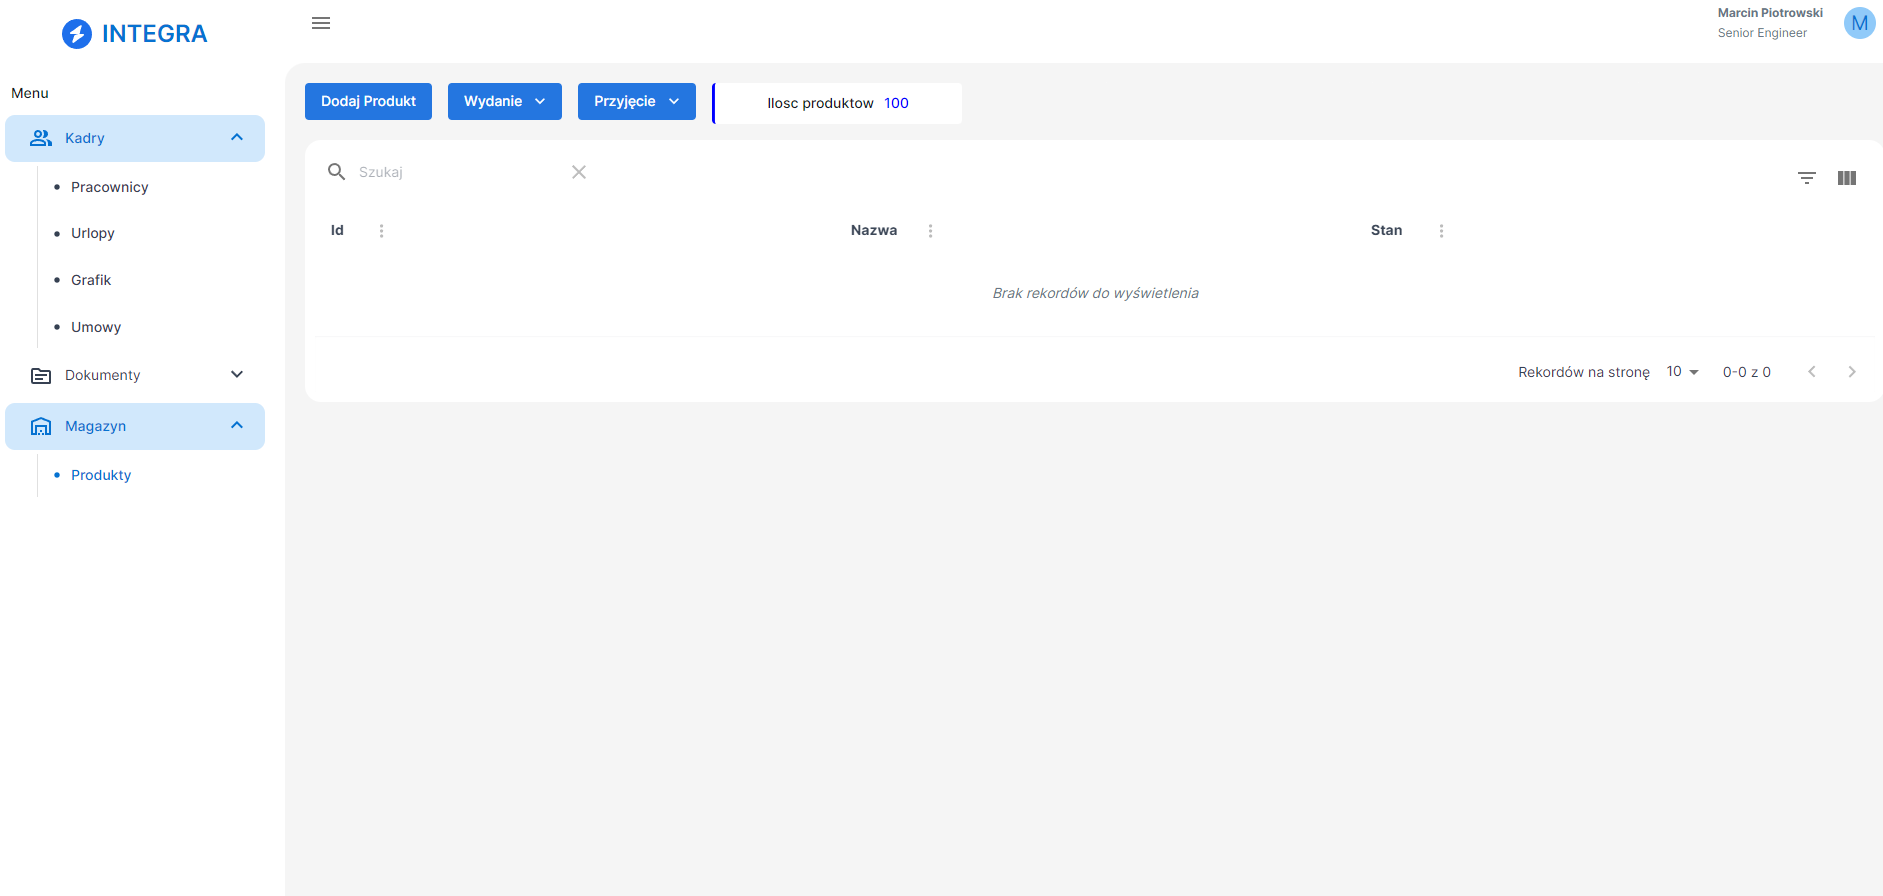 INTEGRA
Marcin Piotrowski
Senior Engineer
M
Menu
Kadry
Pracownicy
Urlopy
Grafik
Umowy
Dokumenty
Magazyn
Produkty
Dodaj Produkt
Wydanie
Przyjęcie
Ilosc produktow 100
Szukaj
Id Nazwa Stan
Brak rekordów do wyświetlenia
Rekordów na stronę 10 0-0 z 0